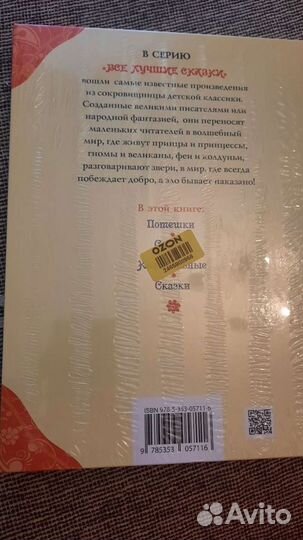 В СЕРИЮ
«ВСЕ ЛУЧШИЕ СКАЗКИ»
вошли самые известные произведения
из сокровищницы детской классики.
Созданные великими писателями или
народной фантазией, они переносят
маленьких читателей в волшебный
мир, где живут принцы и принцессы,
гномы и великаны, феи и колдуньи,
разговаривают звери, в мир, где всегда
побеждает добро, а зло бывает наказано!
В этой книге:
Потешки
OZON
Сказки
ISBN 978-5-353-05711-6
9 785353 057116
Avito